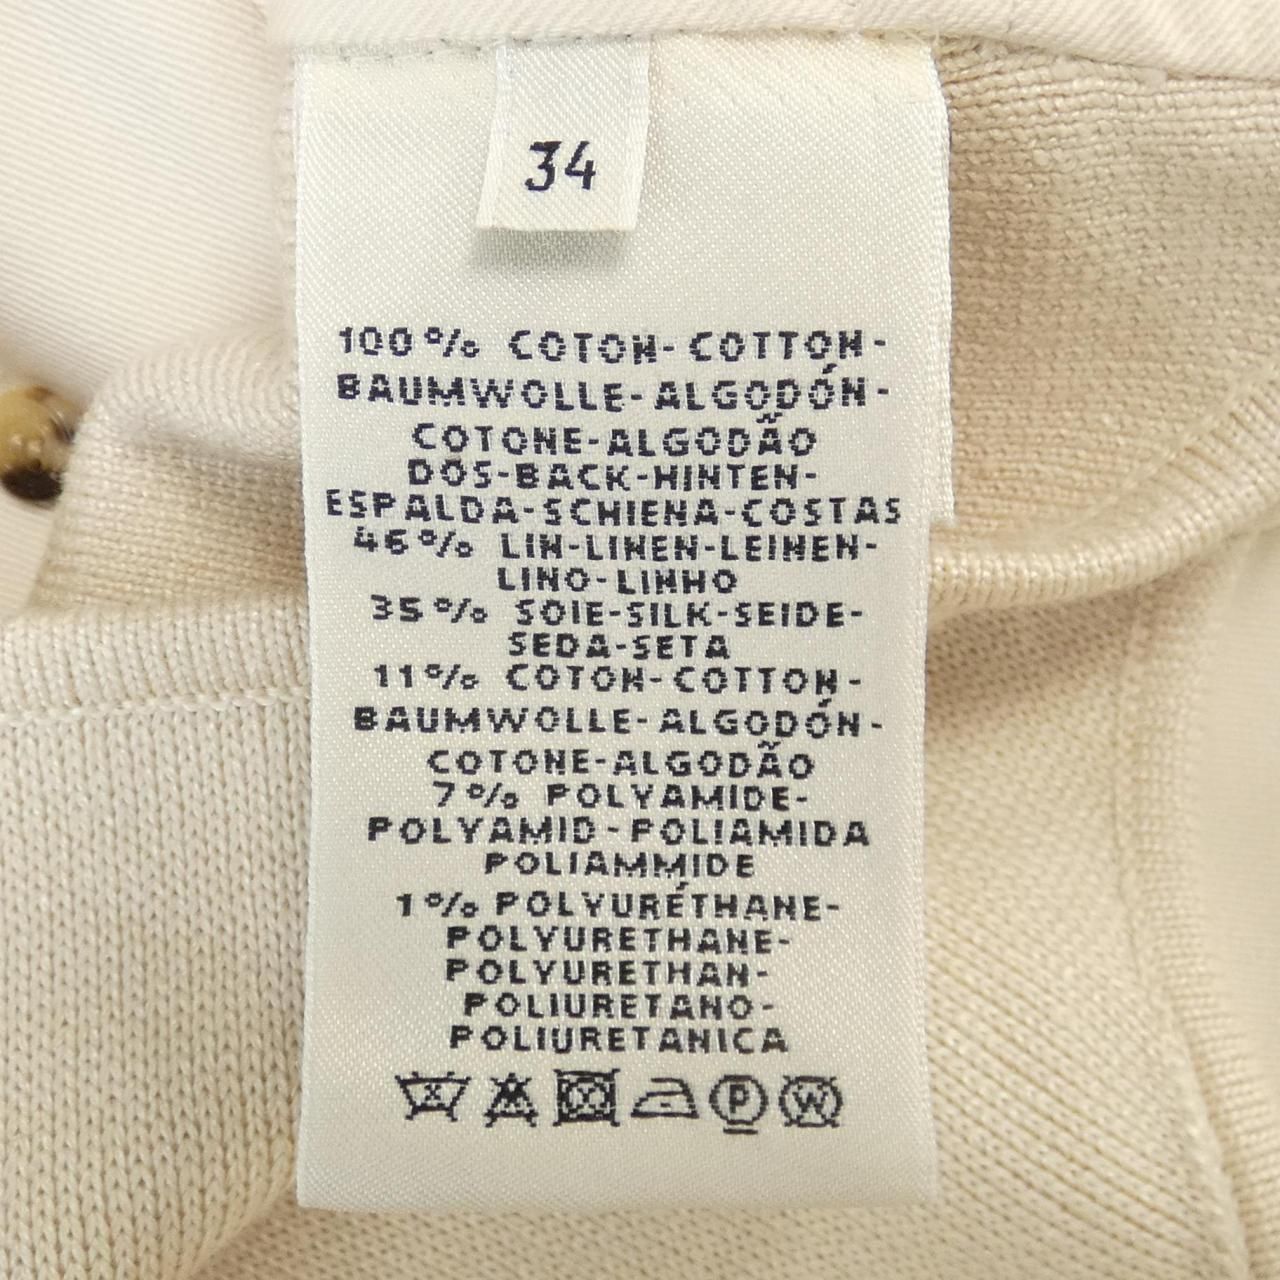 34
100% COTON-COTTON-
BAUMWOLLE-ALGODÓN-
COTONE-ALGODÃO
DOS-BACK-HINTEN-
ESPALDA-SCHIENA-COSTAS
46% LIN-LINEN-LEINEN-
LINO-LINHO
35% SOIE-SILK-SEIDE-
SEDA-SETA
11% COTON-COTTON-
BAUMWOLLE-ALGODÓN-
COTONE-ALGODÃO
7% POLYAMIDE-
POLYAMID-POLIAMIDA
POLIAMMIDE
1% POLYURÉTHANE-
POLYURETHANE-
POLYURETHAN-
POLIURETANO-
POLIURETANICA
P W